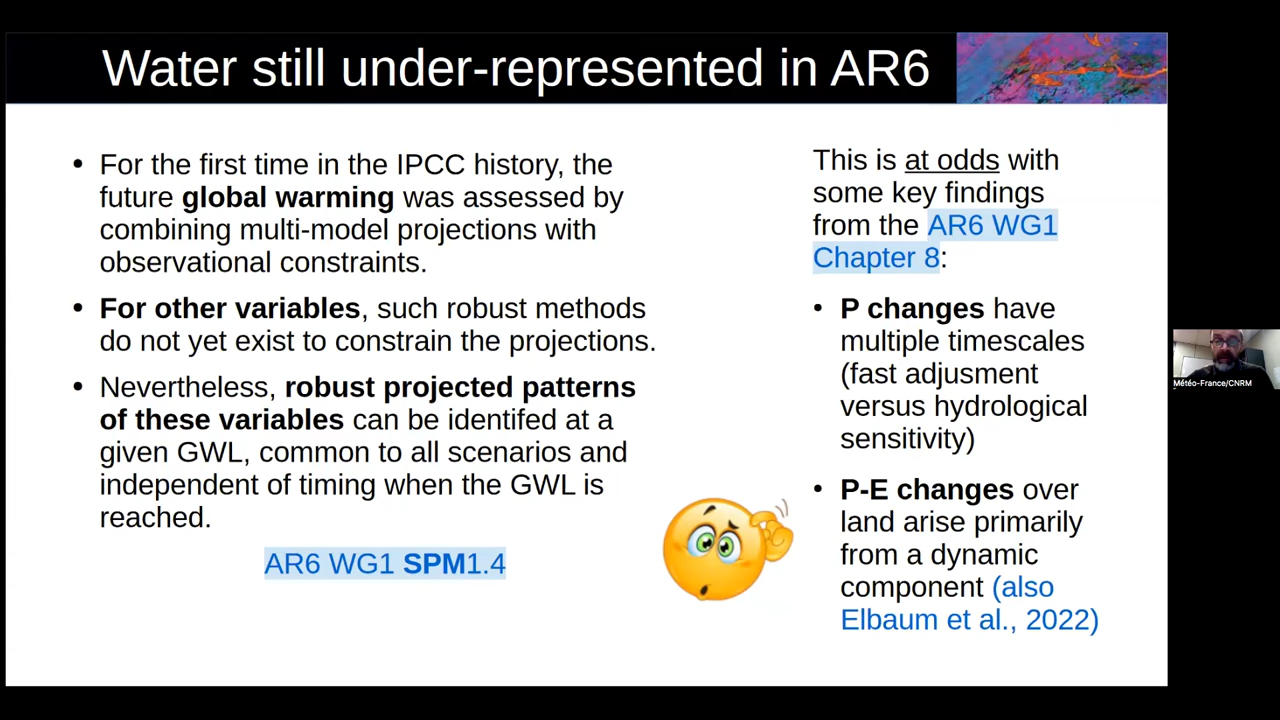 Water still under-represented in AR6
• For the first time in the IPCC history, the
future global warming was assessed by
combining multi-model projections with
observational constraints.
• For other variables, such robust methods
do not yet exist to constrain the projections.
• Nevertheless, robust projected patterns
of these variables can be identifed at a
given GWL, common to all scenarios and
independent of timing when the GWL is
reached.
AR6 WG1 SPM1.4
This is at odds with
some key findings
from the AR6 WG1
Chapter 8:
• P changes have
multiple timescales
(fast adjusment
versus hydrological
sensitivity)
• P-E changes over
land arise primarily
from a dynamic
component (also
Elbaum et al., 2022)
Météo-France/CNRM